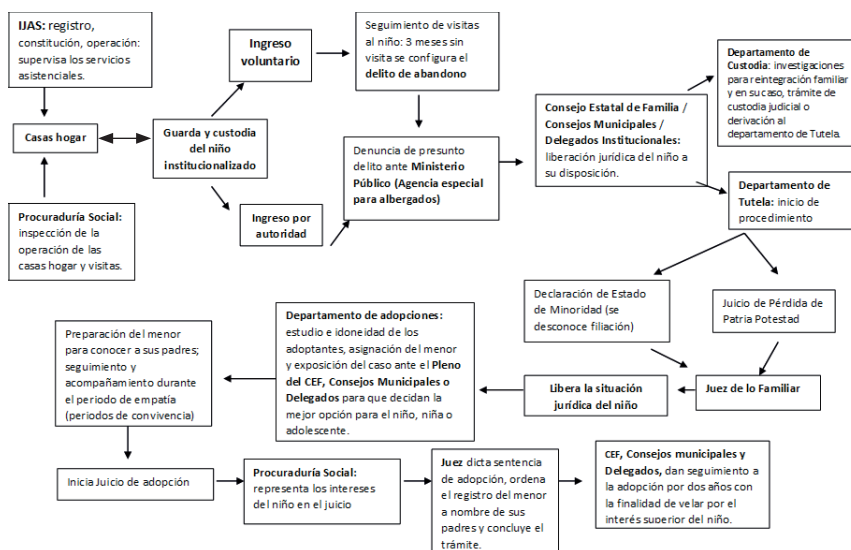 IJAS: registro,
constitución, operación:
supervisa los servicios
asistenciales.
Ingreso
voluntario
Seguimiento de visitas
al niño: 3 meses sin
visita se configura el
delito de abandono
Departamento de
Custodia: investigaciones
para reintegración familiar
y en su caso, trámite de
custodia judicial o
derivación al
departamento de Tutela.
Casas hogar
Guarda y custodia
del niño
institucionalizado
Denuncia de presunto
delito ante Ministerio
Público (Agencia especial
para albergados)
Consejo Estatal de Familia /
Consejos Municipales /
Delegados Institucionales:
liberación jurídica del niño a
su disposición.
Procuraduría Social:
inspección de la
operación de las
casas hogar y visitas.
Ingreso por
autoridad
Departamento de
Tutela: inicio de
procedimiento
Declaración de Estado
de Minoridad (se
desconoce filiación)
Juicio de Pérdida de
Patria Potestad
Juez de lo Familiar
Libera la situación
jurídica del niño
Departamento de adopciones:
estudio e idoneidad de los
adoptantes, asignación del menor
y exposición del caso ante el Pleno
del CEF, Consejos Municipales o
Delegados para que decidan la
mejor opción para el niño, niña o
adolescente.
Preparación del menor
para conocer a sus padres;
seguimiento y
acompañamiento durante
el periodo de empatía
(periodos de convivencia)
Inicia Juicio de adopción
Procuraduría Social:
representa los intereses
del niño en el juicio
Juez dicta sentencia
de adopción, ordena
el registro del menor
a nombre de sus
padres y concluye el
trámite.
CEF, Consejos municipales y
Delegados, dan seguimiento a
la adopción por dos años con
la finalidad de velar por el
interés superior del niño.